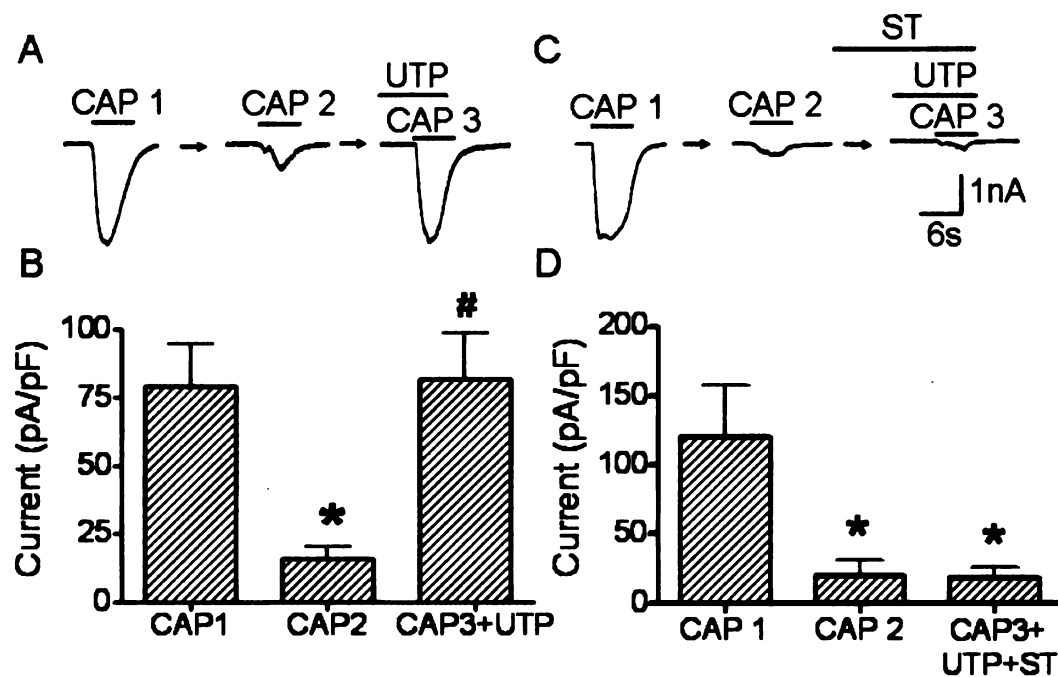 A
CAP 1
CAP 2
UTP
CAP 3
C
ST
CAP 1
CAP 2
UTP
CAP 3
1nA
6s
B
Current (pA/pF)
100
75
50
25
0
*
#
CAP1
CAP2
CAP3+UTP
D
Current (pA/pF)
200
150
100
50
0
*
*
CAP 1
CAP 2
CAP3+
UTP+ST